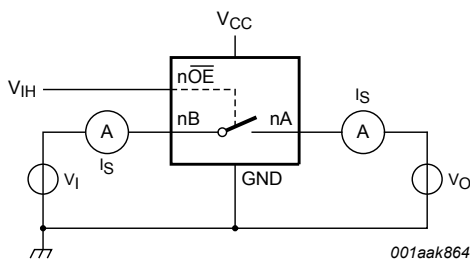 VCC
nOE
VIH
nB
nA
IS
A
A
IS
VI
GND
VO
001aak864